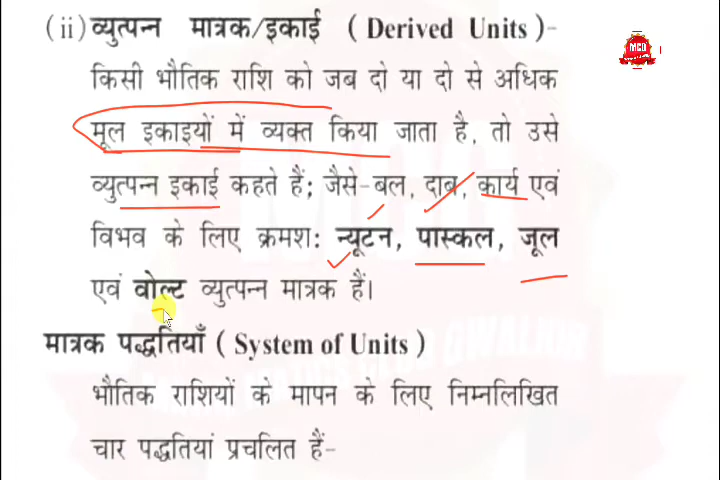 (ii) व्युत्पन्न मात्रक/इकाई ( Derived Units )-
MCD
किसी भौतिक राशि को जब दो या दो से अधिक
मूल इकाइयों में व्यक्त किया जाता है, तो उसे
व्युत्पन्न इकाई कहते हैं; जैसे-बल, दाब, कार्य एवं
विभव के लिए क्रमश: न्यूटन, पास्कल, जूल
एवं वोल्ट व्युत्पन्न मात्रक हैं।
मात्रक पद्धतियाँ ( System of Units )
भौतिक राशियों के मापन के लिए निम्नलिखित
चार पद्धतियां प्रचलित हैं-